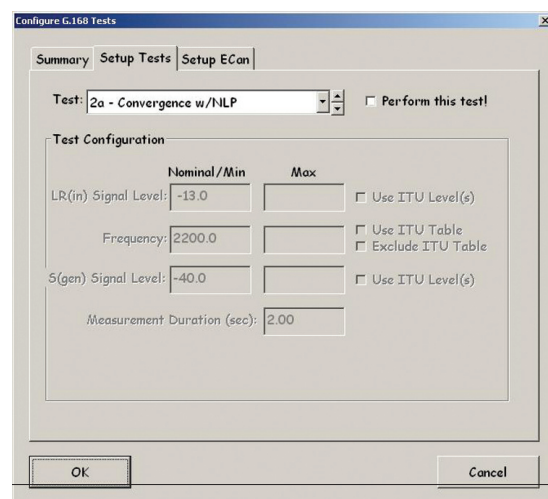 Configure G.168 Tests
Summary Setup Tests Setup ECan
Test: 2a - Convergence w/NLP Perform this test!
Test Configuration
Nominal/Min Max
LR(in) Signal Level: -13.0 Use ITU Level(s)
Frequency: 2200.0 Use ITU Table
Exclude ITU Table
S(gen) Signal Level: -40.0 Use ITU Level(s)
Measurement Duration (sec): 2.00
OK Cancel